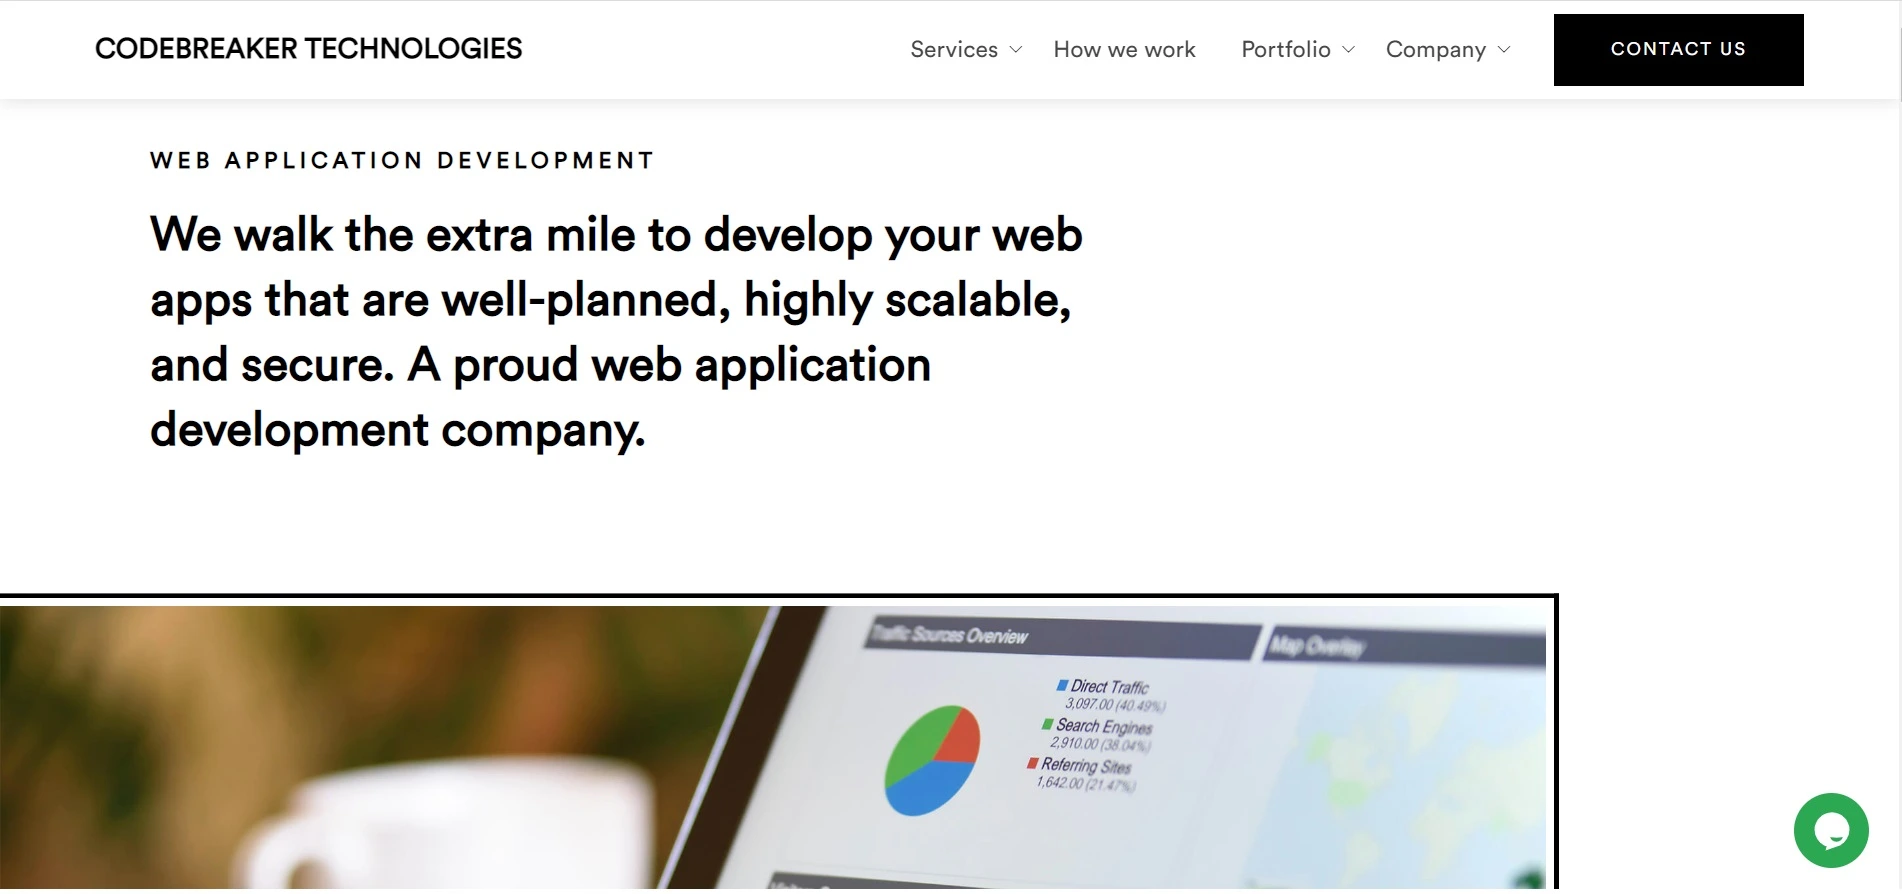 CODEBREAKER TECHNOLOGIES
Services
How we work
Portfolio
Company
CONTACT US
WEB APPLICATION DEVELOPMENT
We walk the extra mile to develop your web
apps that are well-planned, highly scalable,
and secure. A proud web application
development company.
Traffic Sources Overview
Map Overlay
Direct Traffic
3,097.00 (40.49%)
Search Engines
2,910.00 (38.04%)
Referring Sites
1,642.00 (21.47%)